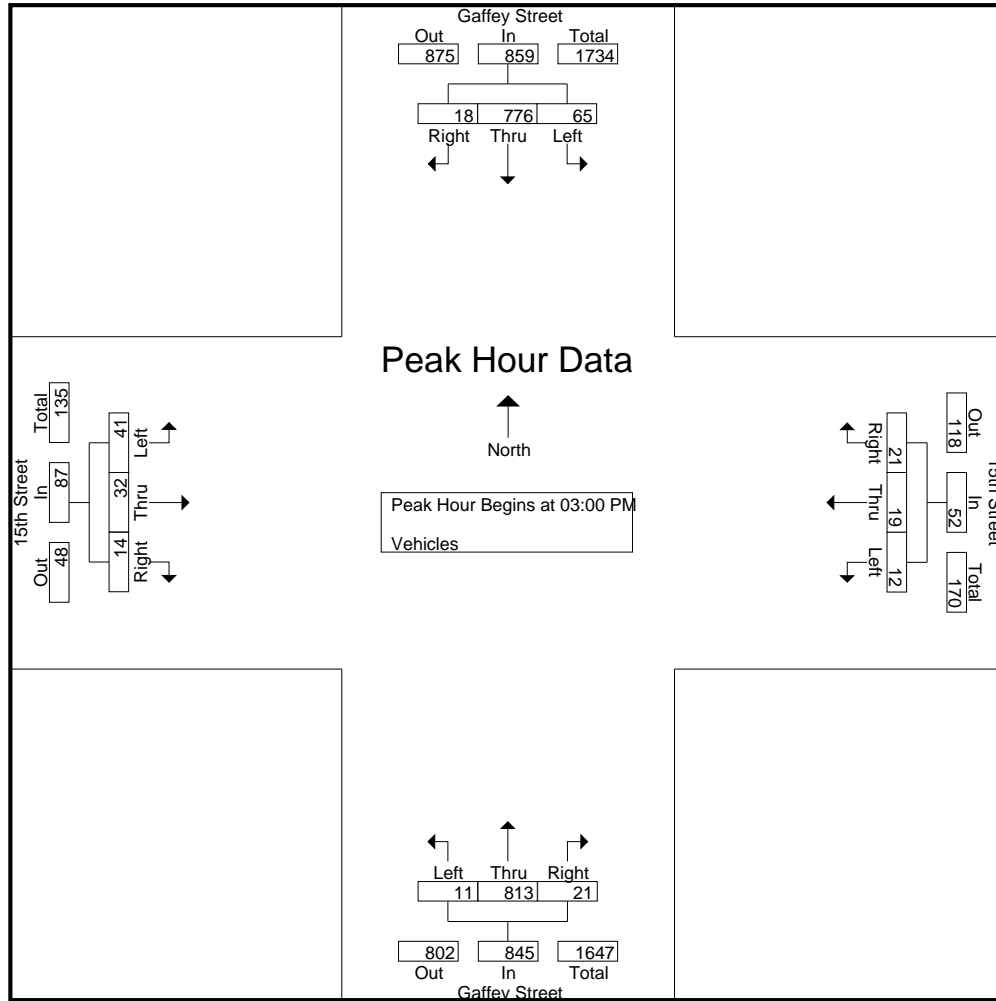 Gaffey Street
Out In Total
875 859 1734
18 776 65
Right Thru Left
Peak Hour Data
North
Peak Hour Begins at 03:00 PM
Vehicles
15th Street
Total In Out
135 87 48
41 32 14
Left Thru Right
15th Street
Out In Total
118 52 170
21 19 12
Right Thru Left
Left Thru Right
11 813 21
802 845 1647
Out In Total
Gaffey Street